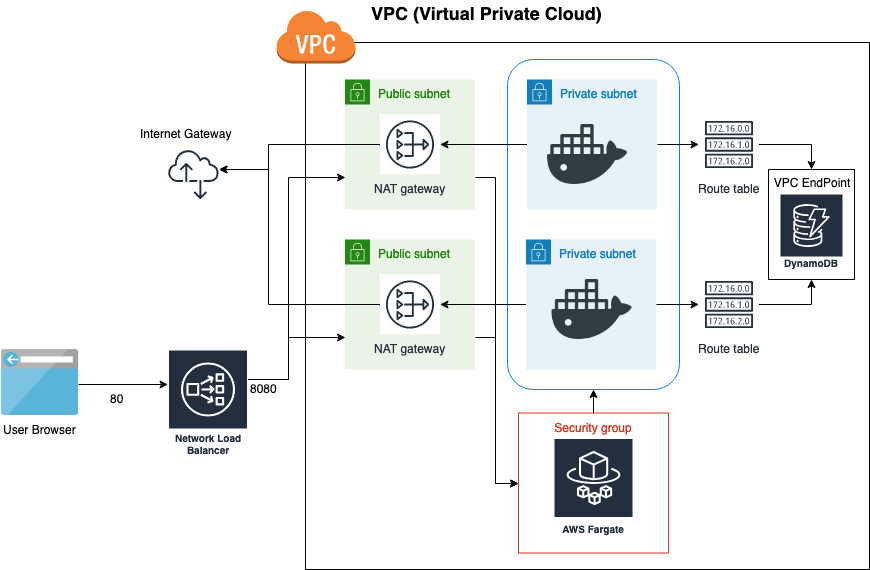 VPC (Virtual Private Cloud)
VPC
Public subnet
NAT gateway
Private subnet
172.16.0.0
172.16.1.0
172.16.2.0
Route table
Internet Gateway
VPC EndPoint
DynamoDB
Public subnet
NAT gateway
Private subnet
172.16.0.0
172.16.1.0
172.16.2.0
Route table
User Browser
80
Network Load
Balancer
8080
Security group
AWS Fargate